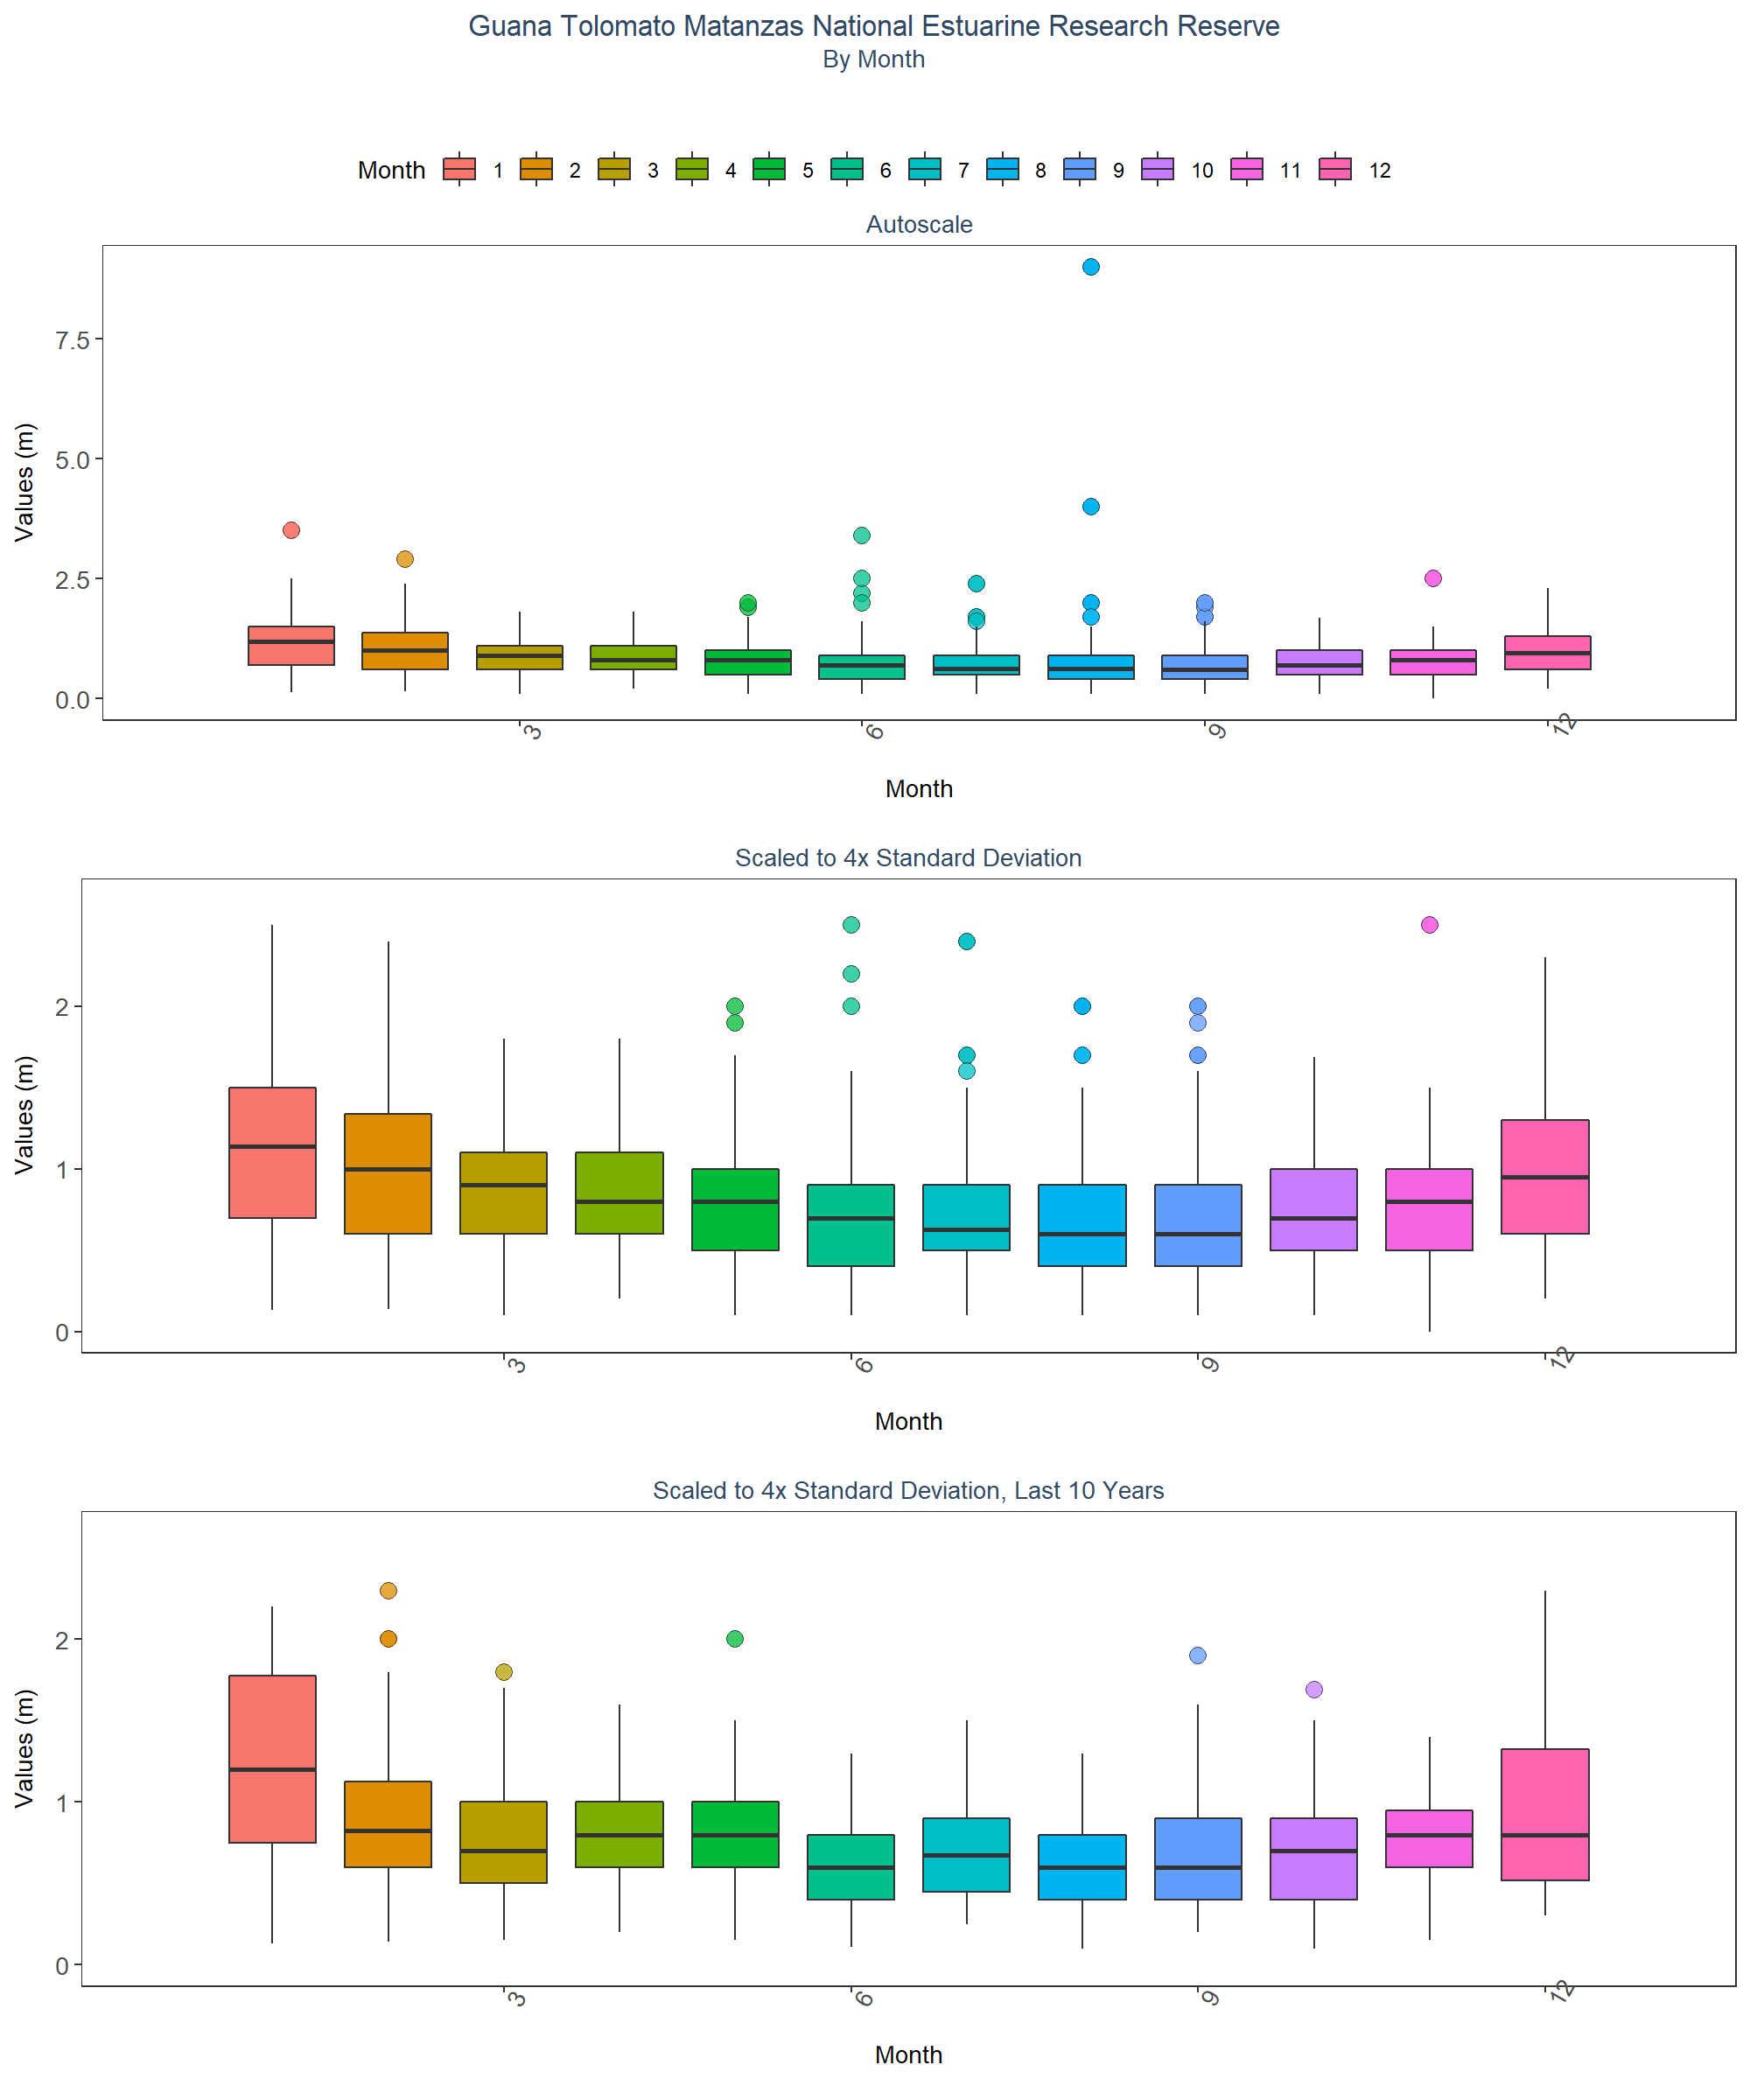 Guana Tolomato Matanzas National Estuarine Research Reserve
By Month
Month 1 2 3 4 5 6 7 8 9 10 11 12
Autoscale
Values (m)
7.5
5.0
2.5
0.0
3 6 9 12
Month
Scaled to 4x Standard Deviation
Values (m)
2
1
0
3 6 9 12
Month
Scaled to 4x Standard Deviation, Last 10 Years
Values (m)
2
1
0
3 6 9 12
Month